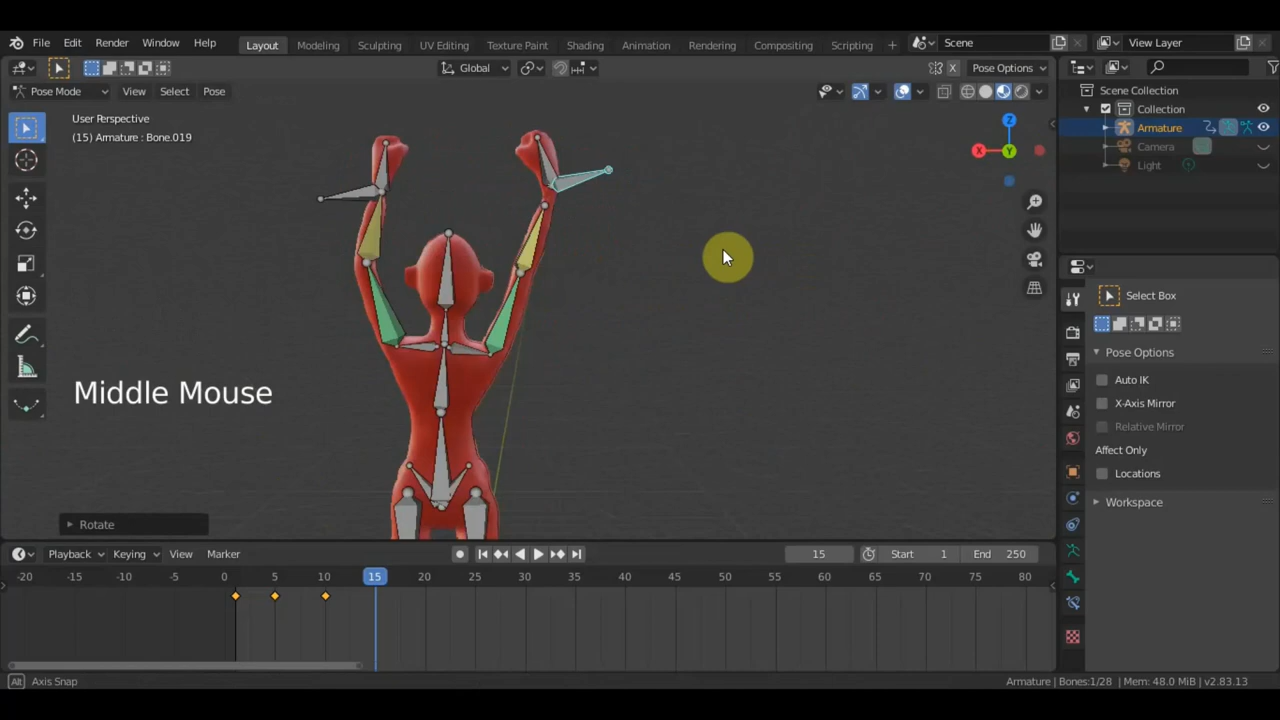 File Edit Render Window Help Layout Modeling Sculpting UV Editing Texture Paint Shading Animation Rendering Compositing Scripting Scene View Layer
Global X Pose Options
Pose Mode View Select Pose
User Perspective
(15) Armature : Bone.019
Z
X Y
Scene Collection
Collection
Armature
Camera
Light
Select Box
Pose Options
Auto IK
X-Axis Mirror
Relative Mirror
Affect Only
Locations
Workspace
Middle Mouse
Rotate
Playback Keying View Marker 15 Start 1 End 250
-20 -15 -10 -5 0 5 10 15 20 25 30 35 40 45 50 55 60 65 70 75 80
Alt Axis Snap Armature | Bones:1/28 | Mem: 48.0 MiB | v2.83.13